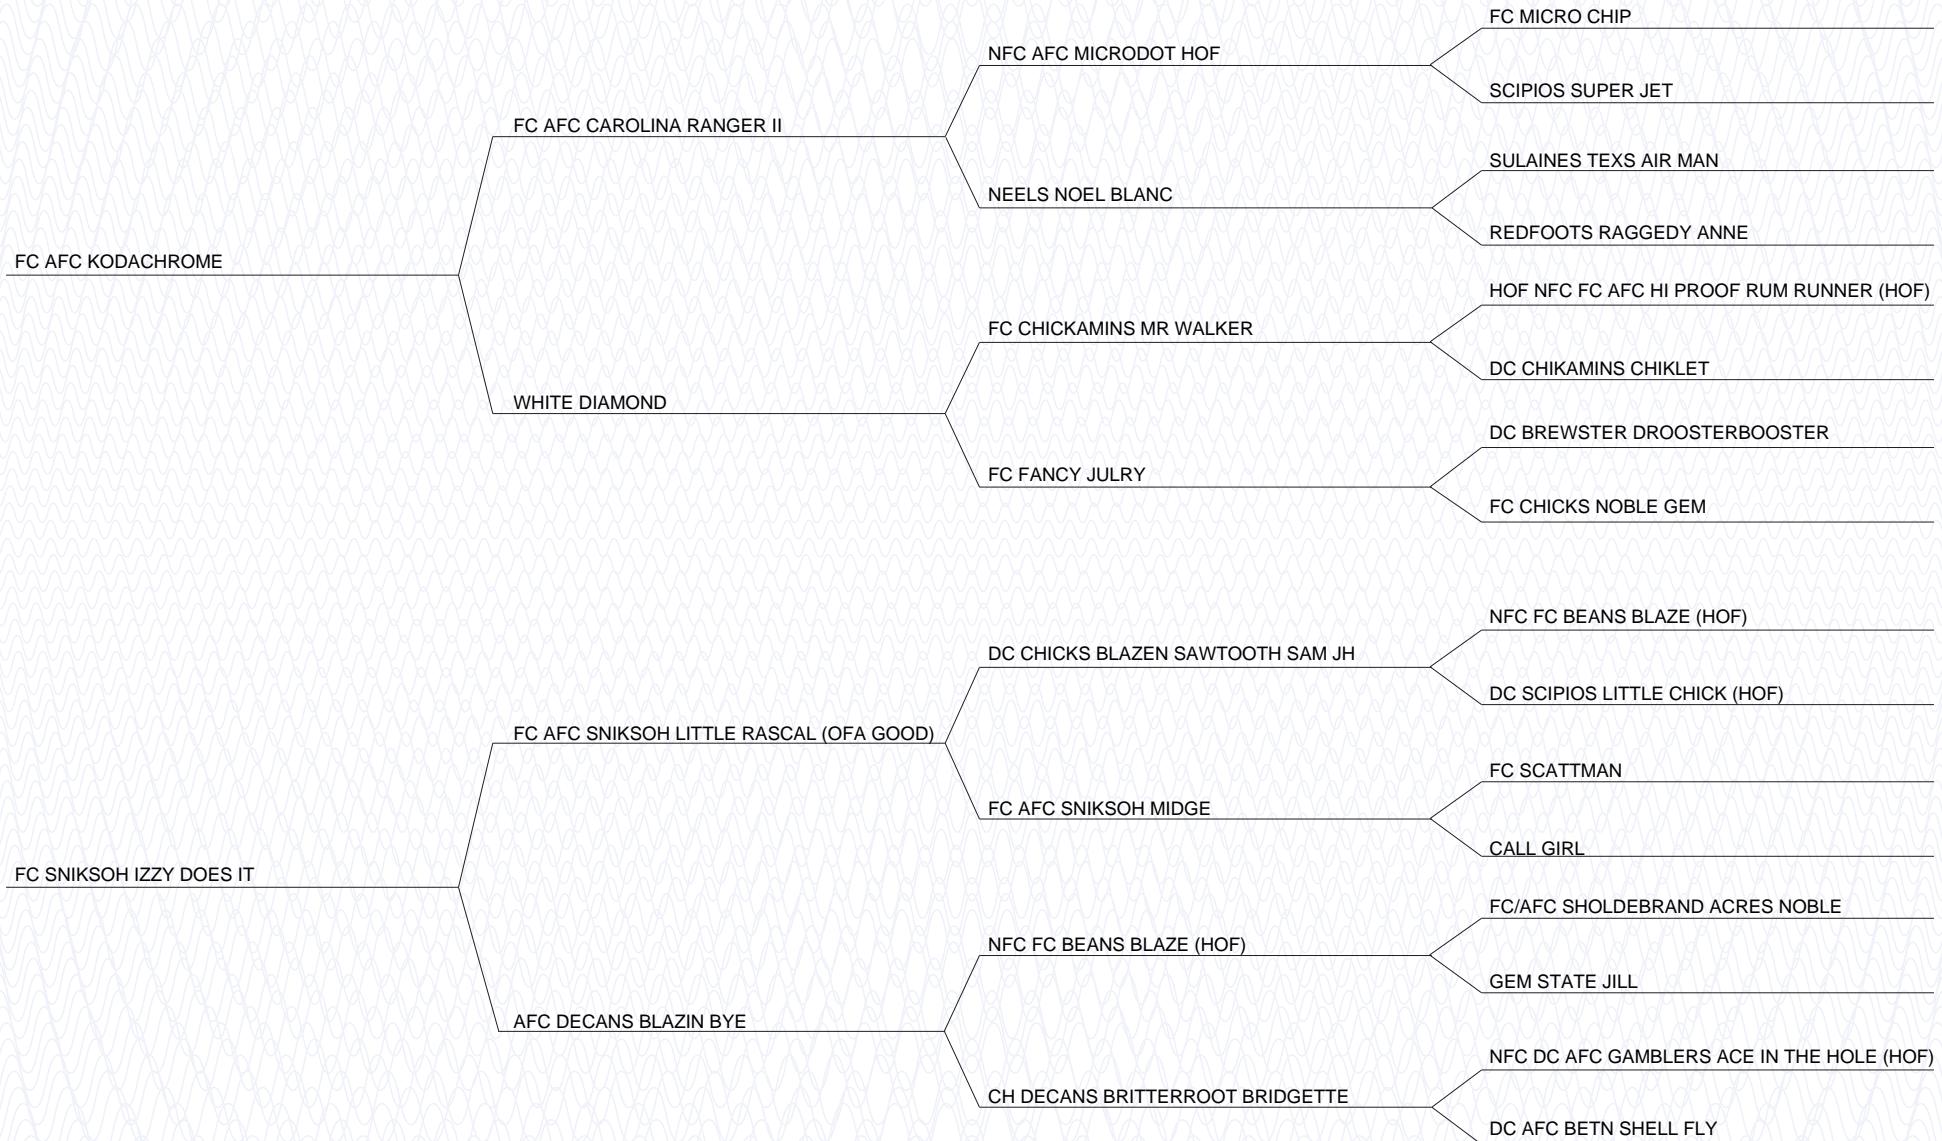 FC MICRO CHIP
NFC AFC MICRODOT HOF
SCIPIOS SUPER JET
FC AFC CAROLINA RANGER II
SULAINES TEXS AIR MAN
NEELS NOEL BLANC
REDFOOTS RAGGEDY ANNE
FC AFC KODACHROME
HOF NFC FC AFC HI PROOF RUM RUNNER (HOF)
FC CHICKAMINS MR WALKER
DC CHIKAMINS CHIKLET
WHITE DIAMOND
DC BREWSTER DROOSTERBOOSTER
FC FANCY JULRY
FC CHICKS NOBLE GEM
NFC FC BEANS BLAZE (HOF)
DC CHICKS BLAZEN SAWTOOTH SAM JH
DC SCIPIOS LITTLE CHICK (HOF)
FC AFC SNIKSOH LITTLE RASCAL (OFA GOOD)
FC SCATTMAN
FC AFC SNIKSOH MIDGE
CALL GIRL
FC SNIKSOH IZZY DOES IT
FC/AFC SHOLDEBRAND ACRES NOBLE
NFC FC BEANS BLAZE (HOF)
GEM STATE JILL
AFC DECANS BLAZIN BYE
NFC DC AFC GAMBLERS ACE IN THE HOLE (HOF)
CH DECANS BRITTERROOT BRIDGETTE
DC AFC BETN SHELL FLY